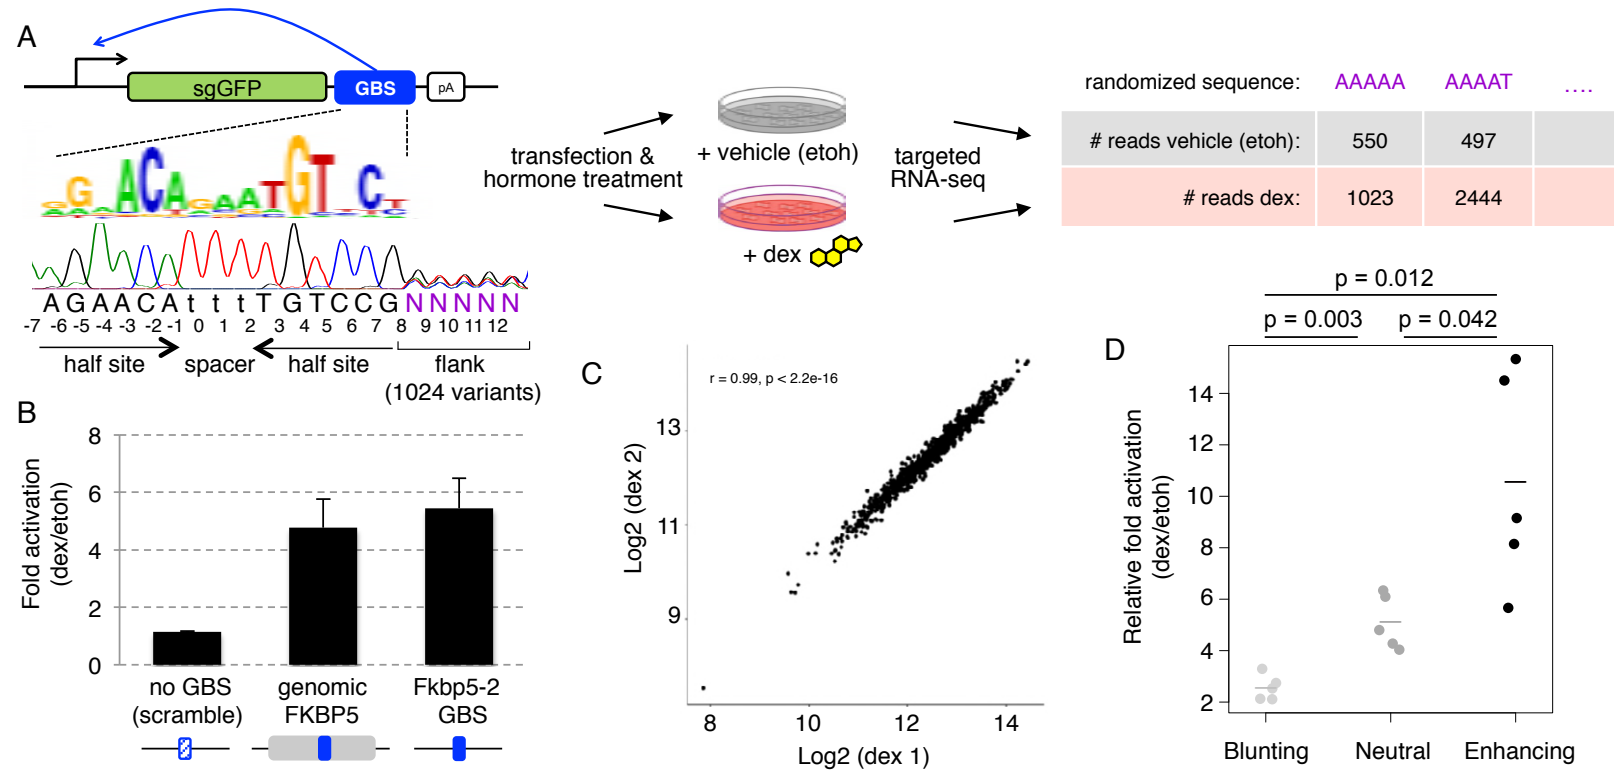 A
sgGFP
GBS
pA
AGAACAtttTGTCCGNNNNN
-7 -6 -5 -4 -3 -2 -1 0 1 2 3 4 5 6 7 8 9 10 11 12
half site spacer half site flank
(1024 variants)
transfection &
hormone treatment
+ vehicle (etoh)
+ dex
targeted
RNA-seq
randomized sequence: AAAAA AAAAT ....
# reads vehicle (etoh): 550 497
# reads dex: 1023 2444
B
Fold activation
(dex/etoh)
8
6
4
2
0
no GBS
(scramble)
genomic
FKBP5
Fkbp5-2
GBS
C
r = 0.99, p < 2.2e-16
Log2 (dex 2)
13
11
9
8 10 12 14
Log2 (dex 1)
D
p = 0.012
p = 0.003 p = 0.042
Relative fold activation
(dex/etoh)
14
12
10
8
6
4
2
Blunting Neutral Enhancing